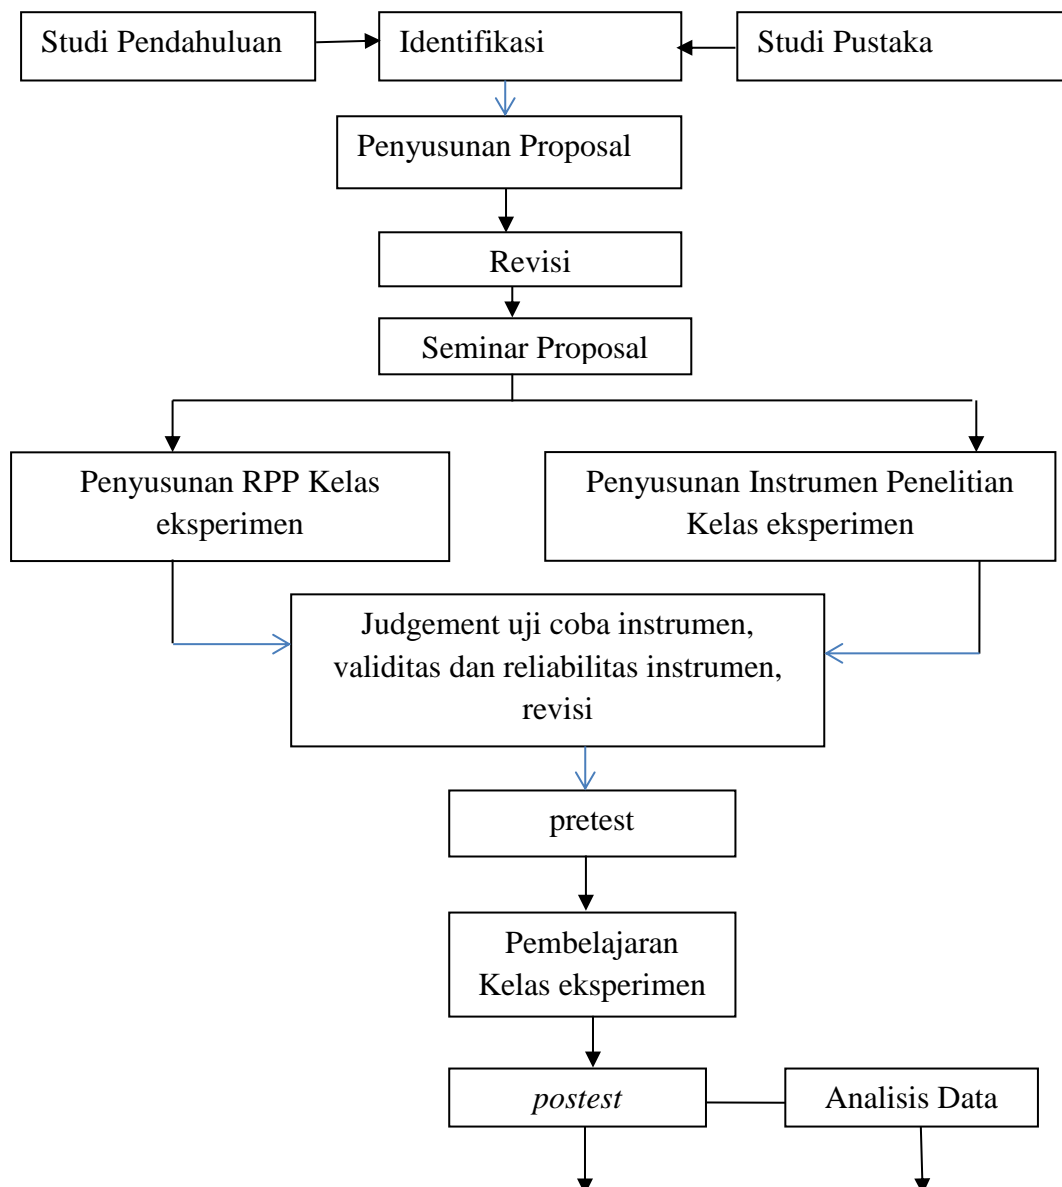 Studi Pendahuluan
Identifikasi
Studi Pustaka
Penyusunan Proposal
Revisi
Seminar Proposal
Penyusunan RPP Kelas
eksperimen
Penyusunan Instrumen Penelitian
Kelas eksperimen
Judgement uji coba instrumen,
validitas dan reliabilitas instrumen,
revisi
pretest
Pembelajaran
Kelas eksperimen
postest
Analisis Data